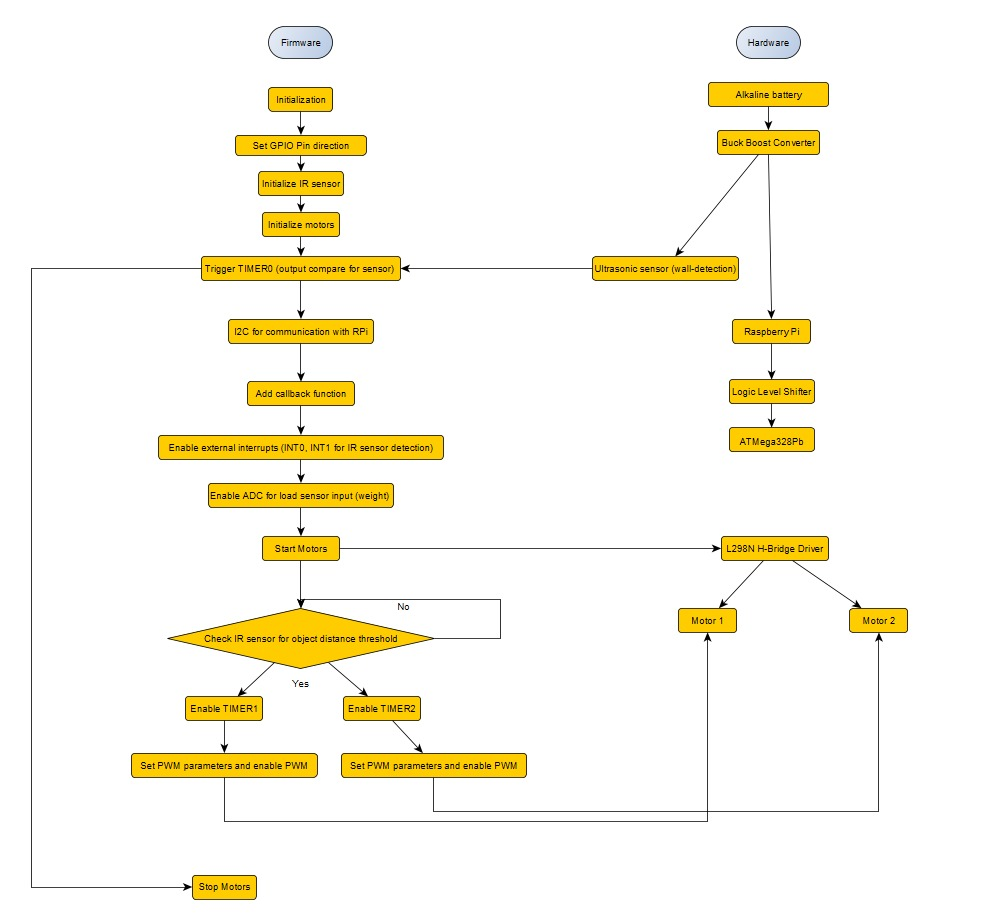 Firmware
Hardware
Initialization
Alkaline battery
Set GPIO Pin direction
Buck Boost Converter
Initialize IR sensor
Initialize motors
Trigger TIMER0 (output compare for sensor)
Ultrasonic sensor (wall-detection)
I2C for communication with RPi
Raspberry Pi
Add callback function
Logic Level Shifter
Enable external interrupts (INT0, INT1 for IR sensor detection)
ATMega328Pb
Enable ADC for load sensor input (weight)
Start Motors
L298N H-Bridge Driver
No
Motor 1
Motor 2
Check IR sensor for object distance threshold
Yes
Enable TIMER1
Enable TIMER2
Set PWM parameters and enable PWM
Set PWM parameters and enable PWM
Stop Motors